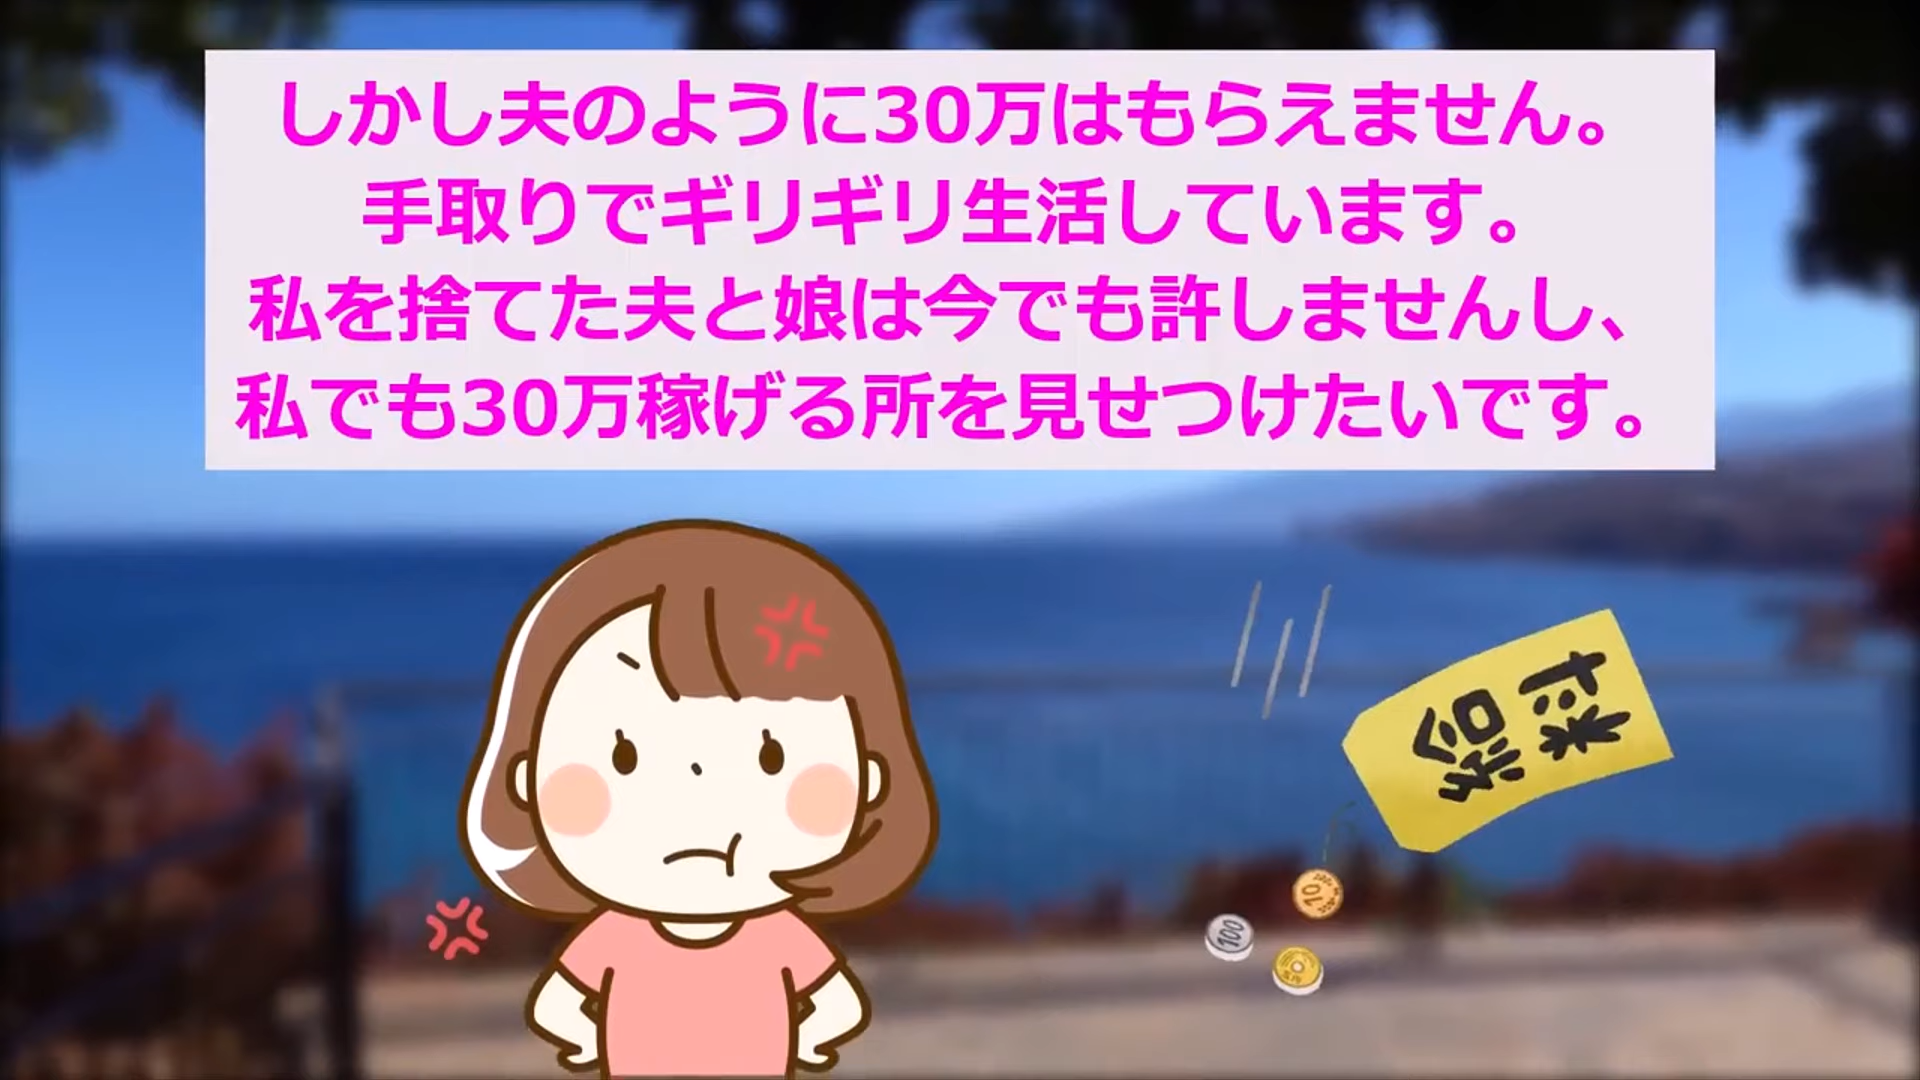 しかし夫のように30万はもらえません。
手取りでギリギリ生活しています。
私を捨てた夫と娘は今でも許しませんし、
私でも30万稼げる所を見せつけたいです。
様
給
10
100